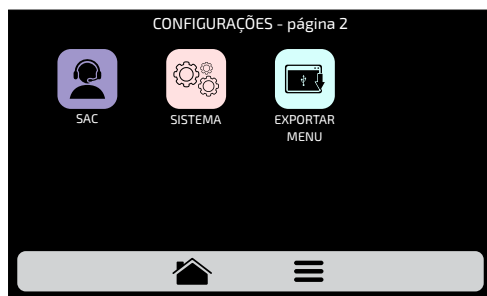 CONFIGURAÇÕES - página 2
SAC
SISTEMA
EXPORTAR
MENU